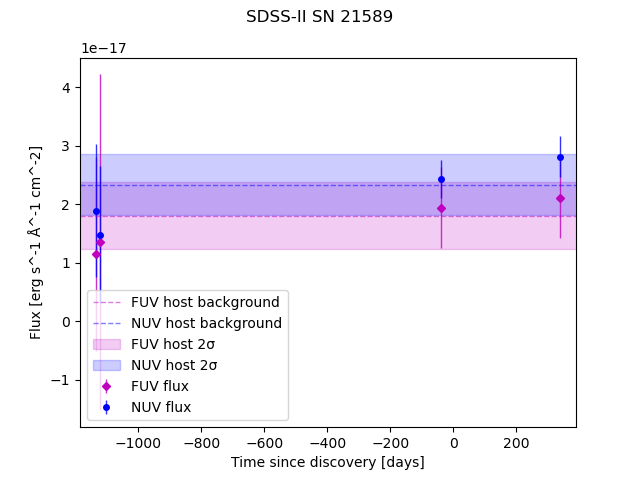 SDSS-II SN 21589
1e−17
4
3
2
1
0
−1
Flux [erg s^-1 Å^-1 cm^-2]
FUV host background
NUV host background
FUV host 2σ
NUV host 2σ
FUV flux
NUV flux
−1000 −800 −600 −400 −200 0 200
Time since discovery [days]